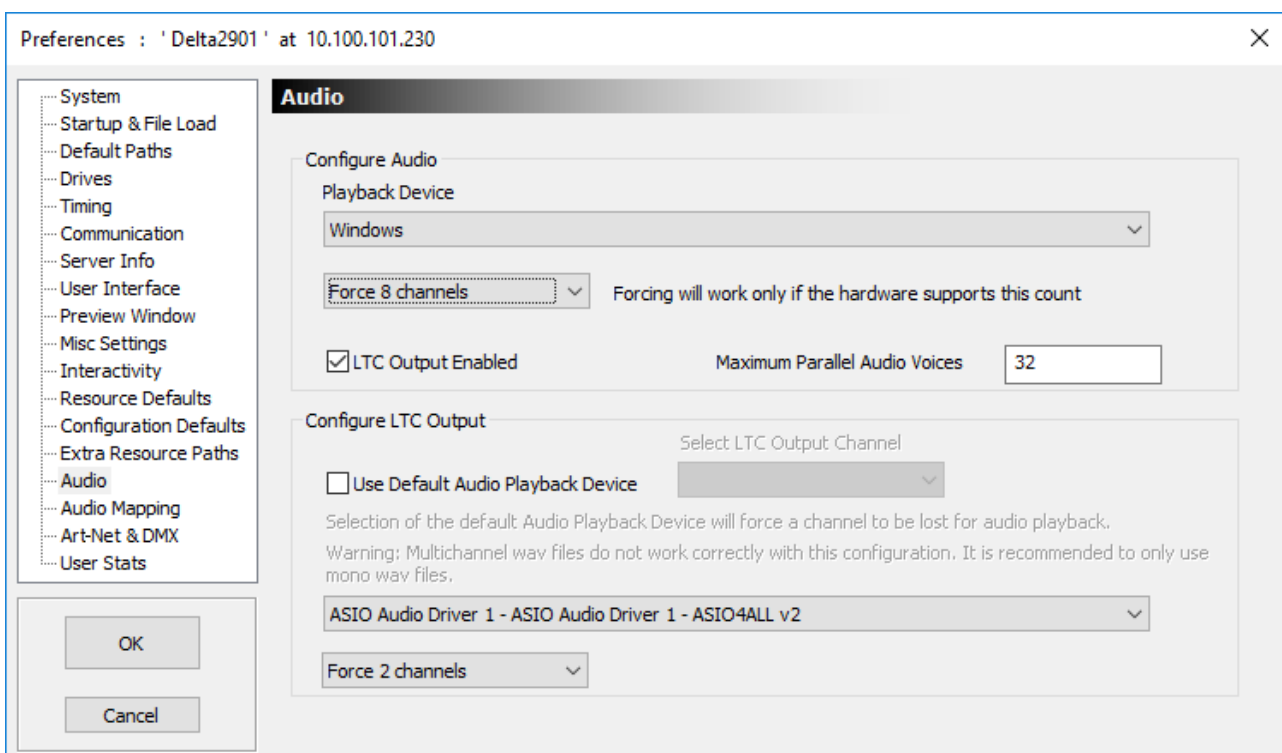 Preferences : 'Delta2901' at 10.100.101.230
System
Startup & File Load
Default Paths
Drives
Timing
Communication
Server Info
User Interface
Preview Window
Misc Settings
Interactivity
Resource Defaults
Configuration Defaults
Extra Resource Paths
Audio
Audio Mapping
Art-Net & DMX
User Stats
OK
Cancel
Audio
Configure Audio
Playback Device
Windows
Force 8 channels
Forcing will work only if the hardware supports this count
LTC Output Enabled
Maximum Parallel Audio Voices
32
Configure LTC Output
Select LTC Output Channel
Use Default Audio Playback Device
Selection of the default Audio Playback Device will force a channel to be lost for audio playback.
Warning: Multichannel wav files do not work correctly with this configuration. It is recommended to only use
mono wav files.
ASIO Audio Driver 1 - ASIO Audio Driver 1 - ASIO4ALL v2
Force 2 channels